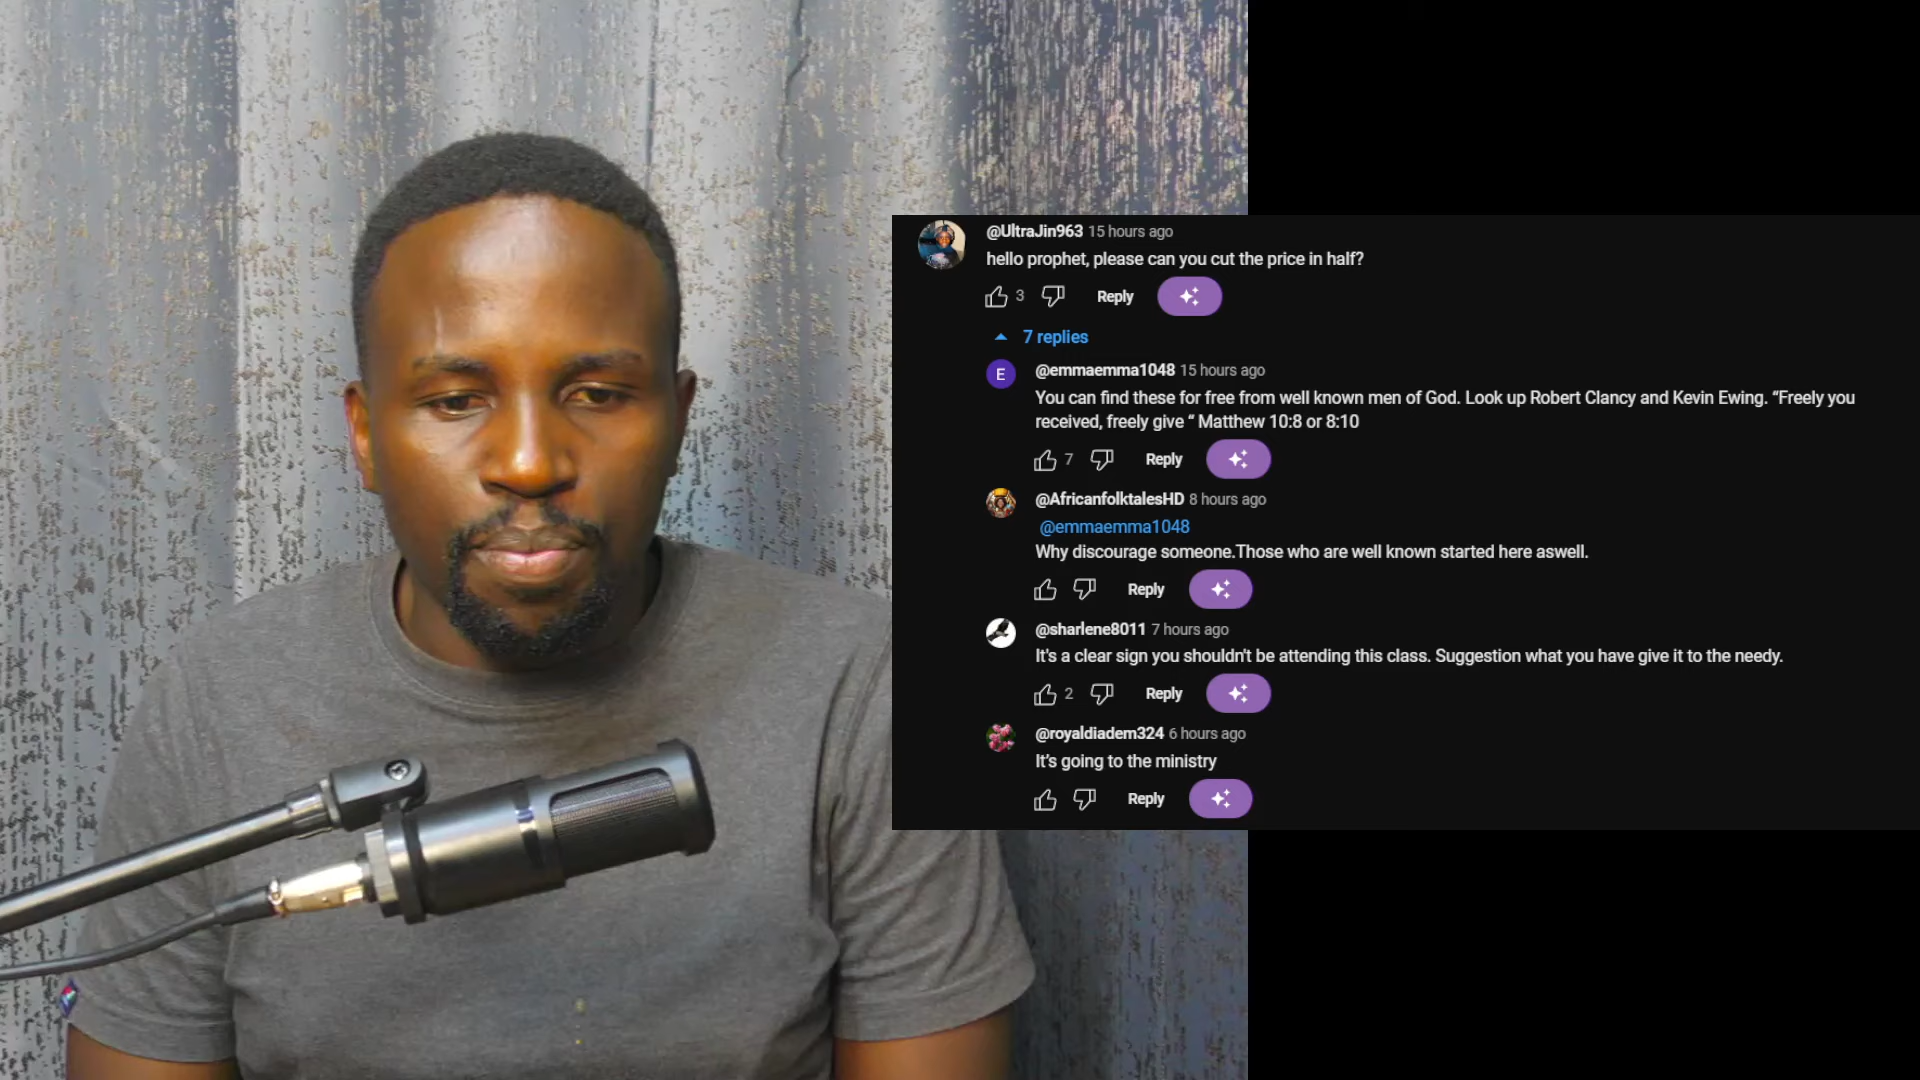 @UltraJin963 15 hours ago
hello prophet, please can you cut the price in half?
3 Reply
7 replies
E @emmaemma1048 15 hours ago
You can find these for free from well known men of God. Look up Robert Clancy and Kevin Ewing. “Freely you
received, freely give “ Matthew 10:8 or 8:10
7 Reply
@AfricanfolktalesHD 8 hours ago
@emmaemma1048
Why discourage someone.Those who are well known started here aswell.
Reply
@sharlene8011 7 hours ago
It's a clear sign you shouldn't be attending this class. Suggestion what you have give it to the needy.
2 Reply
@royaldiadem324 6 hours ago
It's going to the ministry
Reply